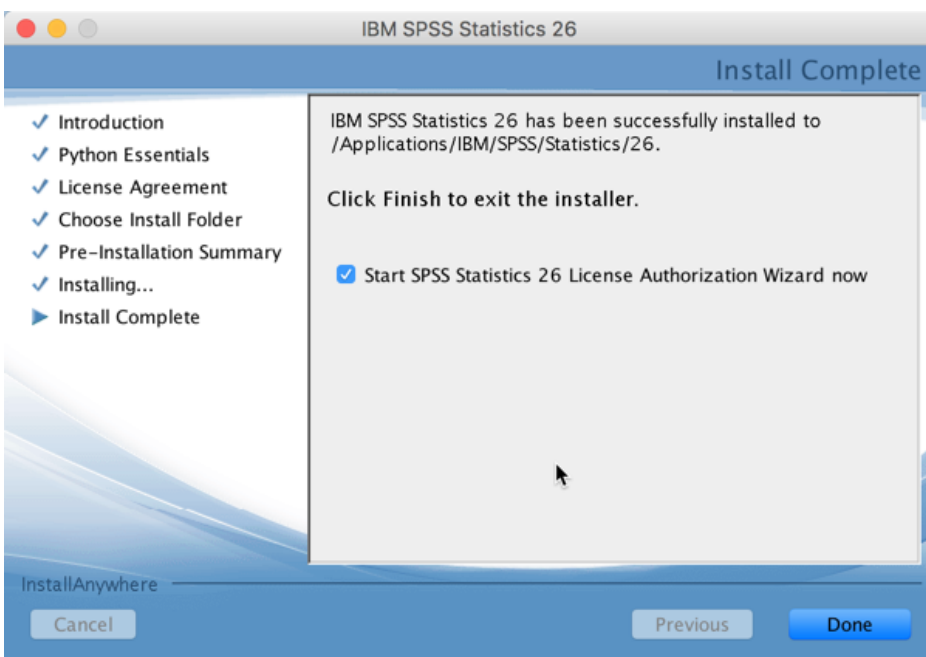 IBM SPSS Statistics 26
Install Complete
Introduction
Python Essentials
License Agreement
Choose Install Folder
Pre-Installation Summary
Installing...
Install Complete
IBM SPSS Statistics 26 has been successfully installed to
/Applications/IBM/SPSS/Statistics/26.
Click Finish to exit the installer.
Start SPSS Statistics 26 License Authorization Wizard now
InstallAnywhere
Cancel
Previous
Done